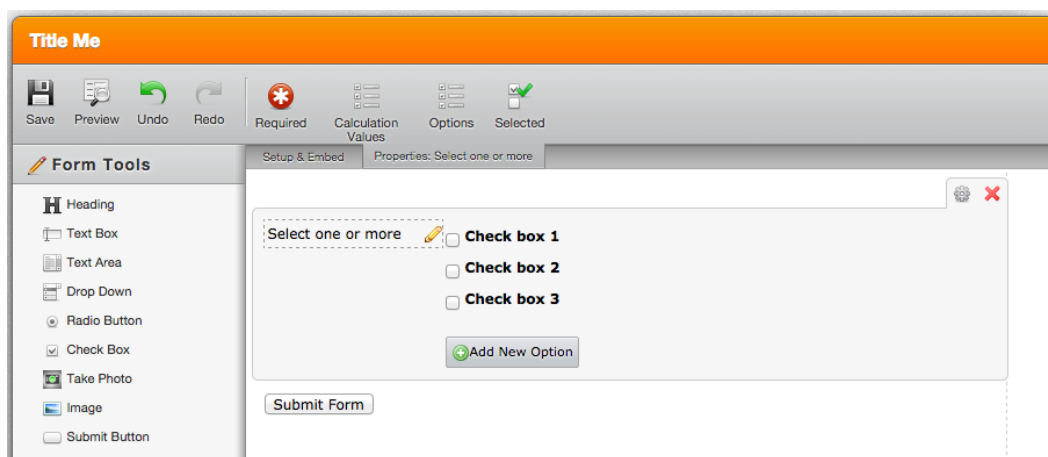 Title Me
Save Preview Undo Redo Required Calculation Values Options Selected
Form Tools
Setup & Embed Properties: Select one or more
Heading
Text Box
Text Area
Drop Down
Radio Button
Check Box
Take Photo
Image
Submit Button
Select one or more
Check box 1
Check box 2
Check box 3
Add New Option
Submit Form